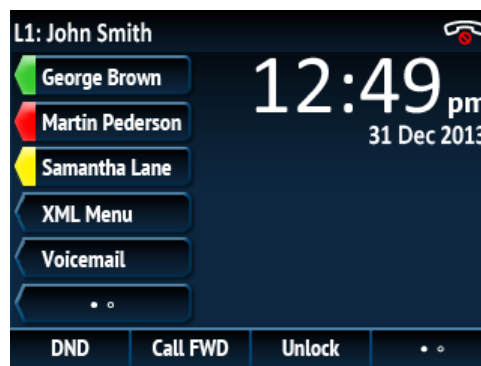 L1: John Smith
George Brown
Martin Pederson
Samantha Lane
XML Menu
Voicemail
12:49 pm
31 Dec 2013
DND Call FWD Unlock